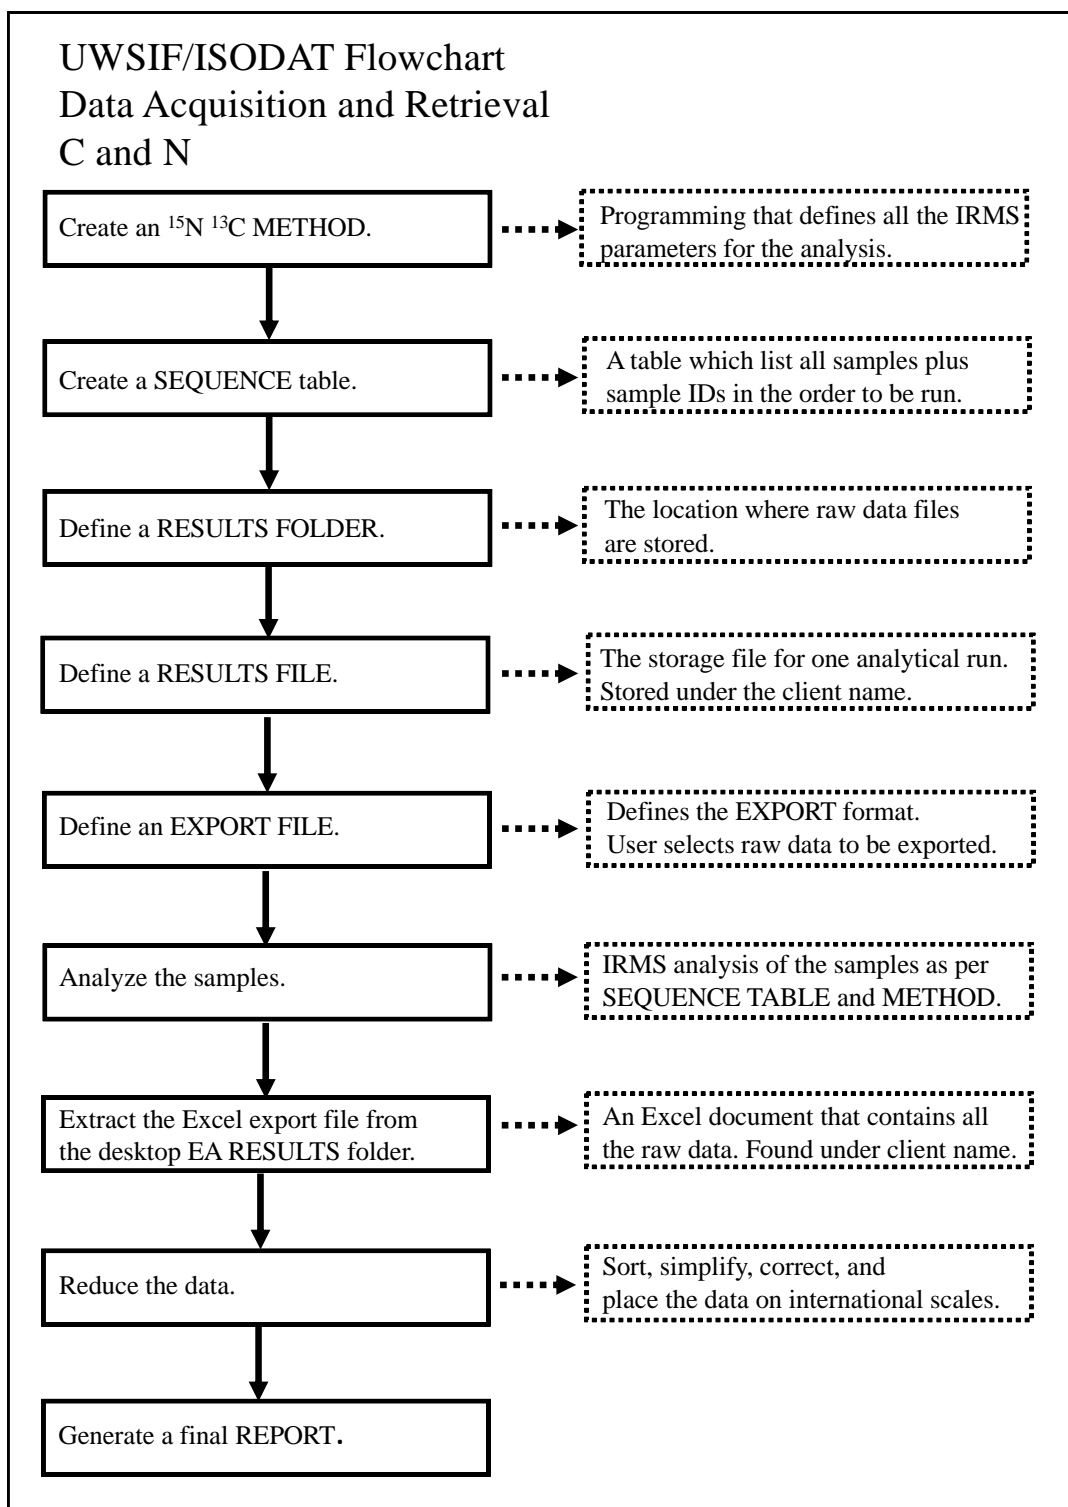 UWSIF/ISODAT Flowchart
Data Acquisition and Retrieval
C and N
Create an ¹⁵N ¹³C METHOD.
Programming that defines all the IRMS
parameters for the analysis.
Create a SEQUENCE table.
A table which list all samples plus
sample IDs in the order to be run.
Define a RESULTS FOLDER.
The location where raw data files
are stored.
Define a RESULTS FILE.
The storage file for one analytical run.
Stored under the client name.
Define an EXPORT FILE.
Defines the EXPORT format.
User selects raw data to be exported.
Analyze the samples.
IRMS analysis of the samples as per
SEQUENCE TABLE and METHOD.
Extract the Excel export file from
the desktop EA RESULTS folder.
An Excel document that contains all
the raw data. Found under client name.
Reduce the data.
Sort, simplify, correct, and
place the data on international scales.
Generate a final REPORT.